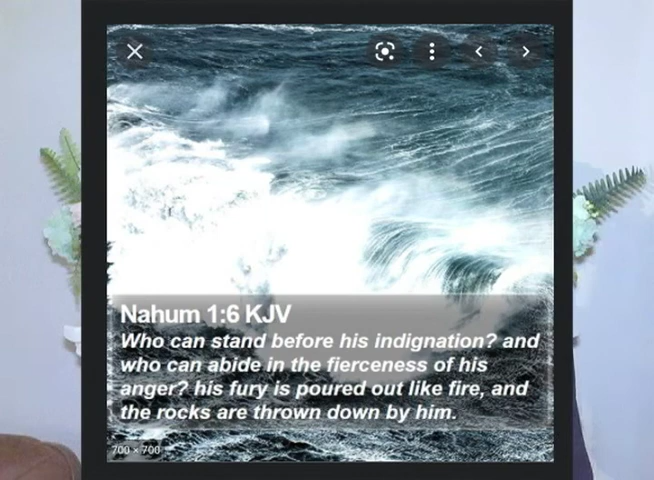 Nahum 1:6 KJV
Who can stand before his indignation? and
who can abide in the fierceness of his
anger? his fury is poured out like fire, and
the rocks are thrown down by him.
700 × 700